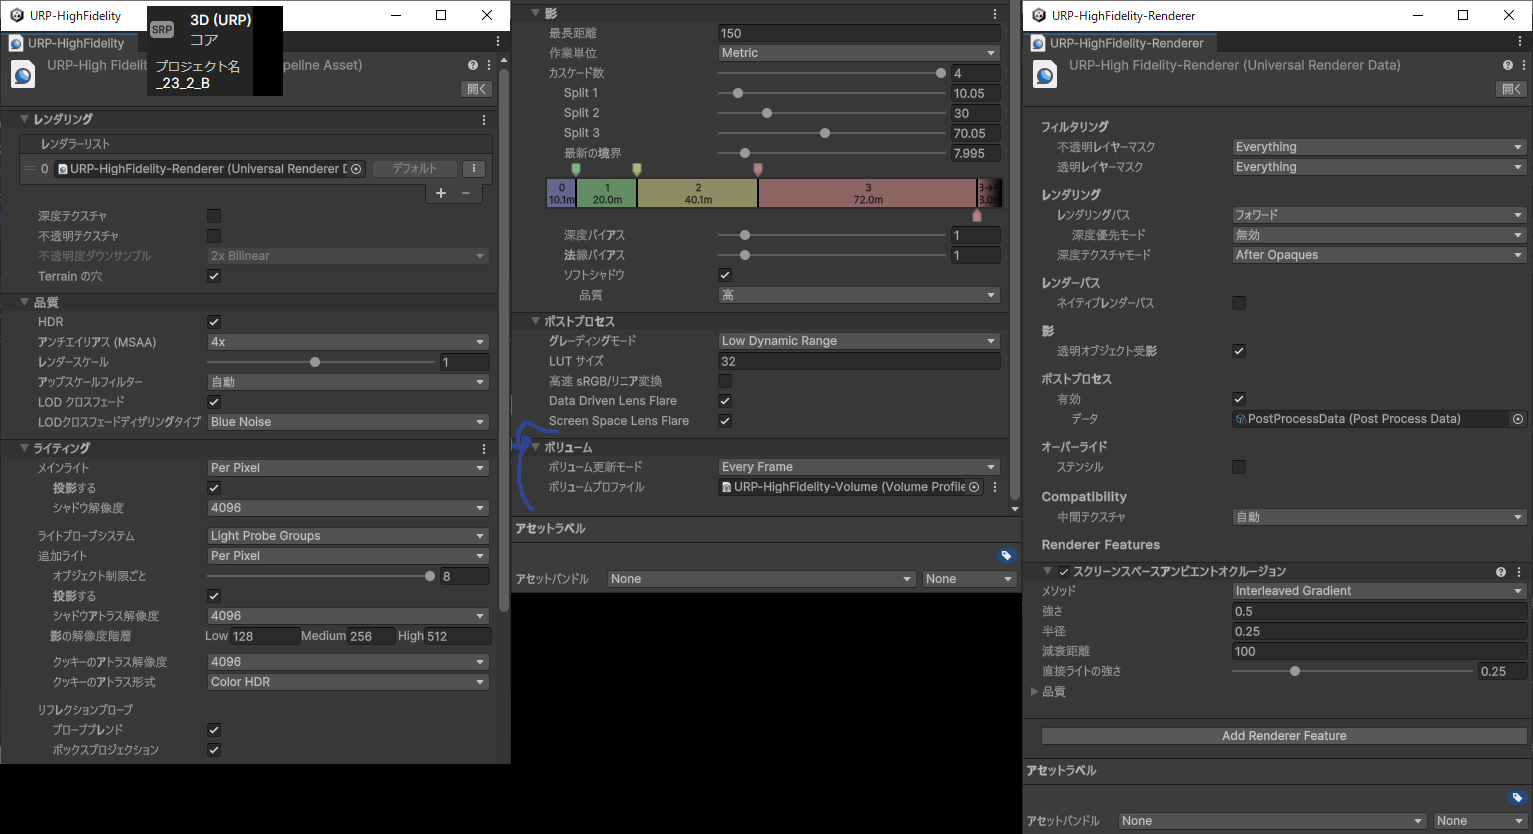 URP-HighFidelity
SRP
3D (URP)
コア
プロジェクト名
_23_2_B
URP-HighFidelity
URP-High Fidelit
peline Asset)
開く
レンダリング
レンダラーリスト
0 URP-HighFidelity-Renderer (Universal Renderer D デフォルト
+ −
深度テクスチャ
不透明テクスチャ
不透明度ダウンサンプル 2x Bilinear
Terrain の穴
品質
HDR
アンチエイリアス (MSAA) 4x
レンダースケール 1
アップスケールフィルター 自動
LOD クロスフェード
LODクロスフェードディザリングタイプ Blue Noise
ライティング
メインライト Per Pixel
投影する
シャドウ解像度 4096
ライトプローブシステム Light Probe Groups
追加ライト Per Pixel
オブジェクト制限ごと 8
投影する
シャドウアトラス解像度 4096
影の解像度階層 Low 128 Medium 256 High 512
クッキーのアトラス解像度 4096
クッキーのアトラス形式 Color HDR
リフレクションプローブ
プローブブレンド
ボックスプロジェクション
影
最長距離 150
作業単位 Metric
カスケード数 4
Split 1 10.05
Split 2 30
Split 3 70.05
最新の境界 7.995
0 1 2 3 3→F
10.1m 20.0m 40.1m 72.0m 8.0m
深度バイアス 1
法線バイアス 1
ソフトシャドウ
品質 高
ポストプロセス
グレーディングモード Low Dynamic Range
LUT サイズ 32
高速 sRGB/リニア変換
Data Driven Lens Flare
Screen Space Lens Flare
ボリューム
ボリューム更新モード Every Frame
ボリュームプロファイル URP-HighFidelity-Volume (Volume Profile
アセットラベル
アセットバンドル None None
URP-HighFidelity-Renderer
URP-HighFidelity-Renderer
URP-High Fidelity-Renderer (Universal Renderer Data)
開く
フィルタリング
不透明レイヤーマスク Everything
透明レイヤーマスク Everything
レンダリング
レンダリングパス フォワード
深度優先モード 無効
深度テクスチャモード After Opaques
レンダーパス
ネイティブレンダーパス
影
透明オブジェクト受影
ポストプロセス
有効
データ PostProcessData (Post Process Data)
オーバーライド
ステンシル
Compatibility
中間テクスチャ 自動
Renderer Features
スクリーンスペースアンビエントオクルージョン
メソッド Interleaved Gradient
強さ 0.5
半径 0.25
減衰距離 100
直接ライトの強さ 0.25
品質
Add Renderer Feature
アセットラベル
アセットバンドル None None